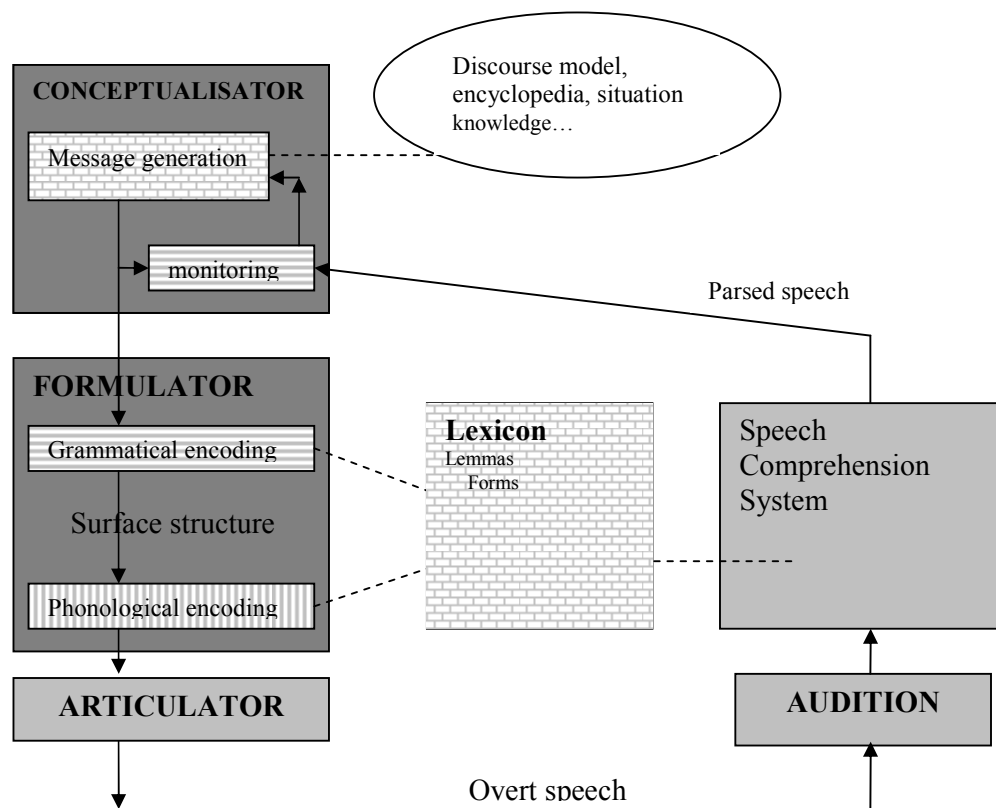 Discourse model,
encyclopedia, situation
knowledge…
CONCEPTUALISATOR
Message generation
monitoring
Parsed speech
FORMULATOR
Grammatical encoding
Surface structure
Phonological encoding
Lexicon
Lemmas
Forms
Speech
Comprehension
System
ARTICULATOR
AUDITION
Overt speech